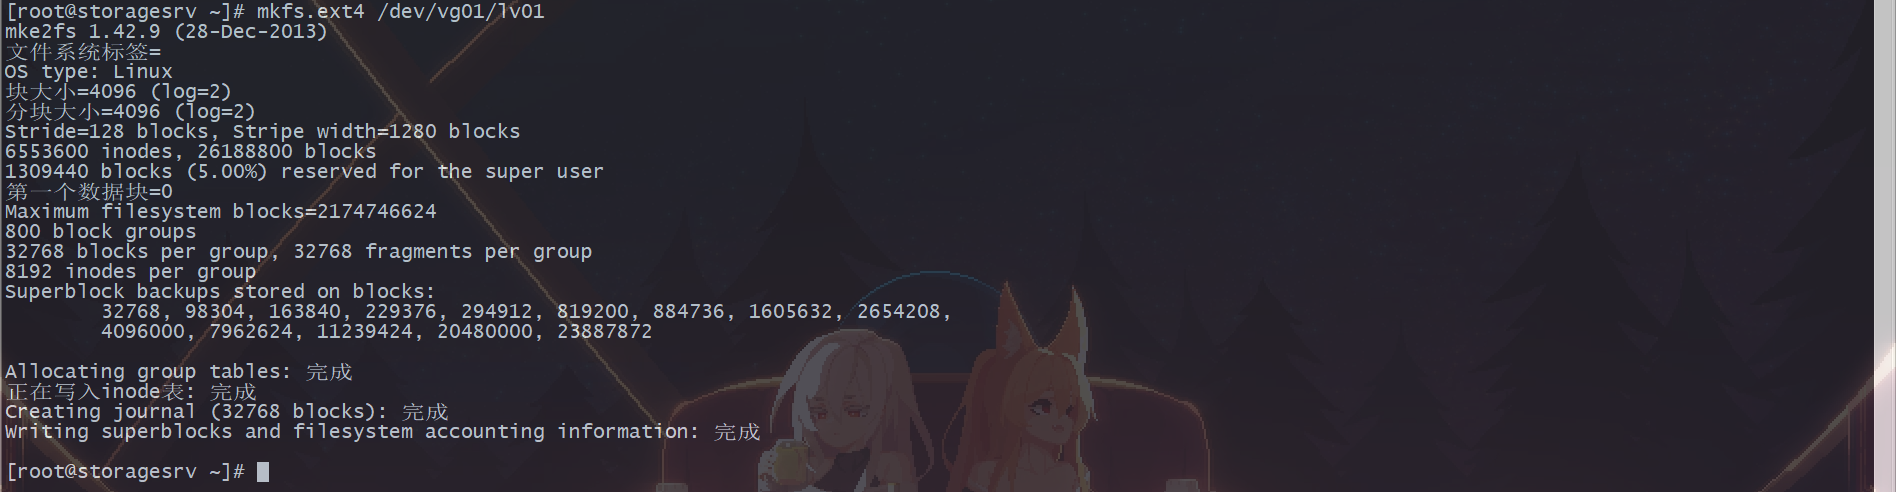 [root@storagesrv ~]# mkfs.ext4 /dev/vg01/lv01
mke2fs 1.42.9 (28-Dec-2013)
文件系统标签=
OS type: Linux
块大小=4096 (log=2)
分块大小=4096 (log=2)
Stride=128 blocks, Stripe width=1280 blocks
6553600 inodes, 26188800 blocks
1309440 blocks (5.00%) reserved for the super user
第一个数据块=0
Maximum filesystem blocks=2174746624
800 block groups
32768 blocks per group, 32768 fragments per group
8192 inodes per group
Superblock backups stored on blocks:
32768, 98304, 163840, 229376, 294912, 819200, 884736, 1605632, 2654208,
4096000, 7962624, 11239424, 20480000, 23887872
Allocating group tables: 完成
正在写入inode表: 完成
Creating journal (32768 blocks): 完成
Writing superblocks and filesystem accounting information: 完成
[root@storagesrv ~]#